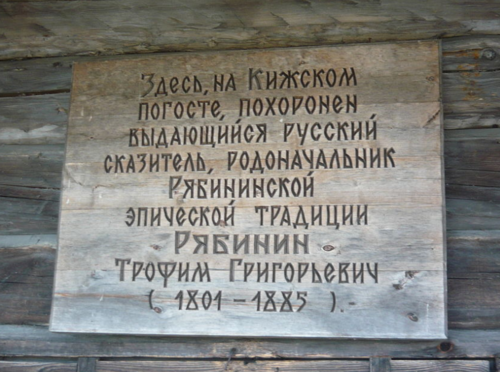 Здесь, на Кижском
погосте, похоронен
выдающийся русский
сказитель, родоначальник
Рябининской
эпической традиции
Рябинин
Трофим Григорьевич
( 1801 – 1885 ).